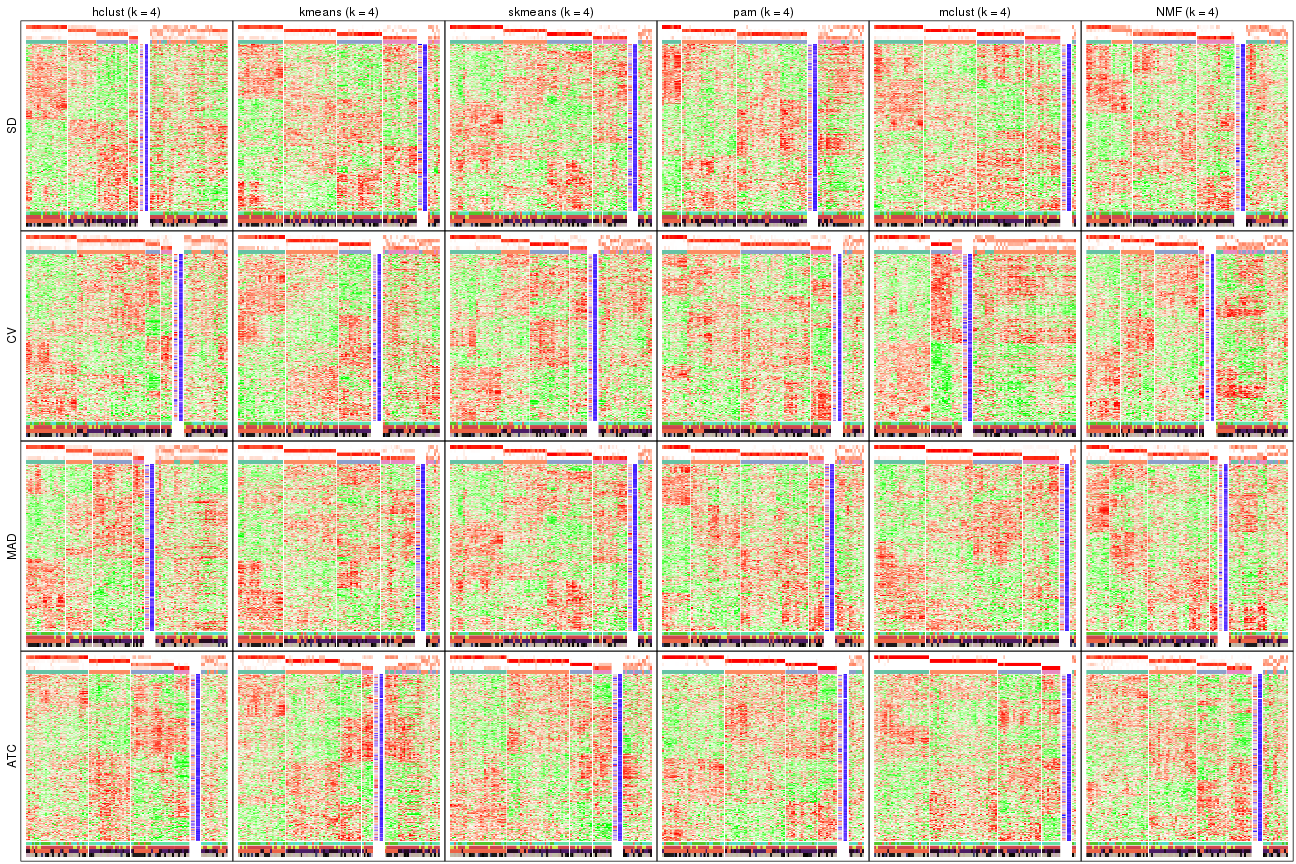 hclust (k = 4) kmeans (k = 4) skmeans (k = 4) pam (k = 4) mclust (k = 4) NMF (k = 4)
SD
CV
MAD
ATC